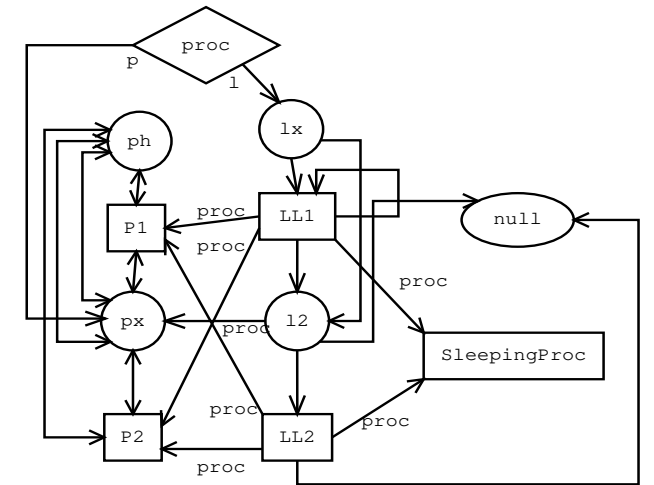 proc
p
l
lx
ph
proc
LL1
null
P1
proc
proc
px
proc
l2
SleepingProc
proc
proc
P2
LL2
proc